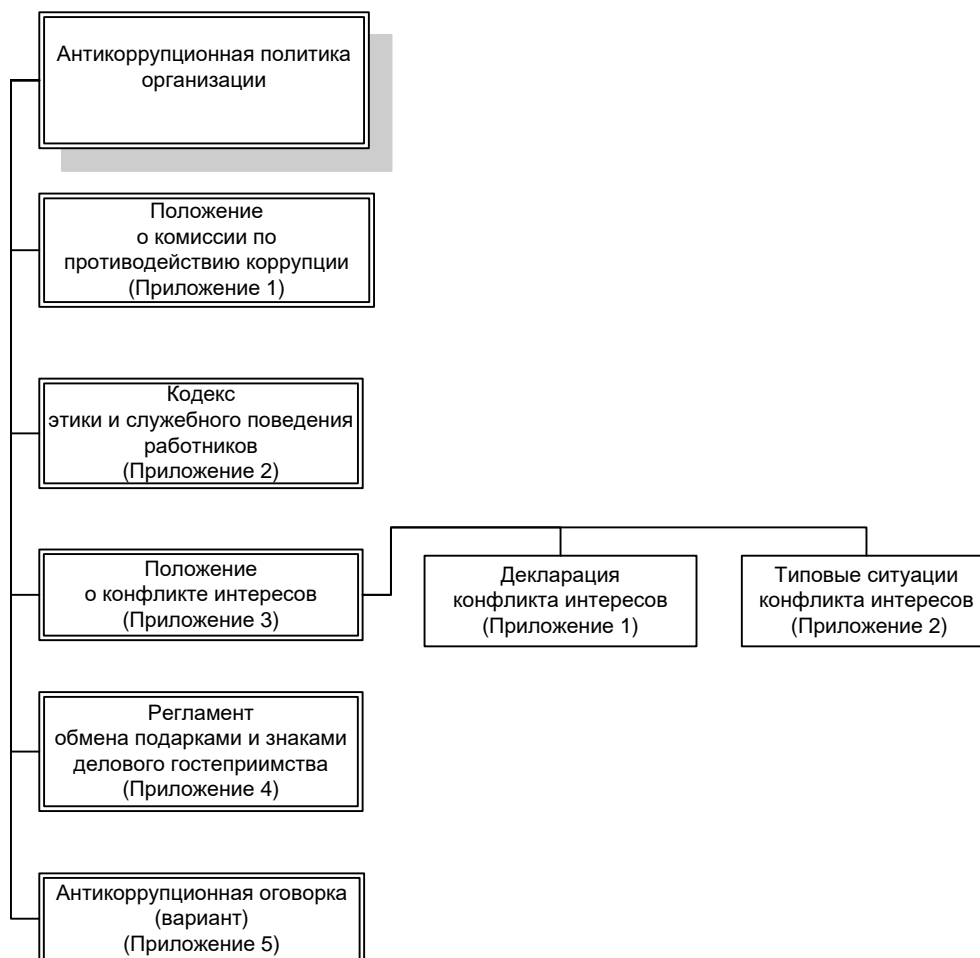 Антикоррупционная политика
организации
Положение
о комиссии по
противодействию коррупции
(Приложение 1)
Кодекс
этики и служебного поведения
работников
(Приложение 2)
Положение
о конфликте интересов
(Приложение 3)
Декларация
конфликта интересов
(Приложение 1)
Типовые ситуации
конфликта интересов
(Приложение 2)
Регламент
обмена подарками и знаками
делового гостеприимства
(Приложение 4)
Антикоррупционная оговорка
(вариант)
(Приложение 5)